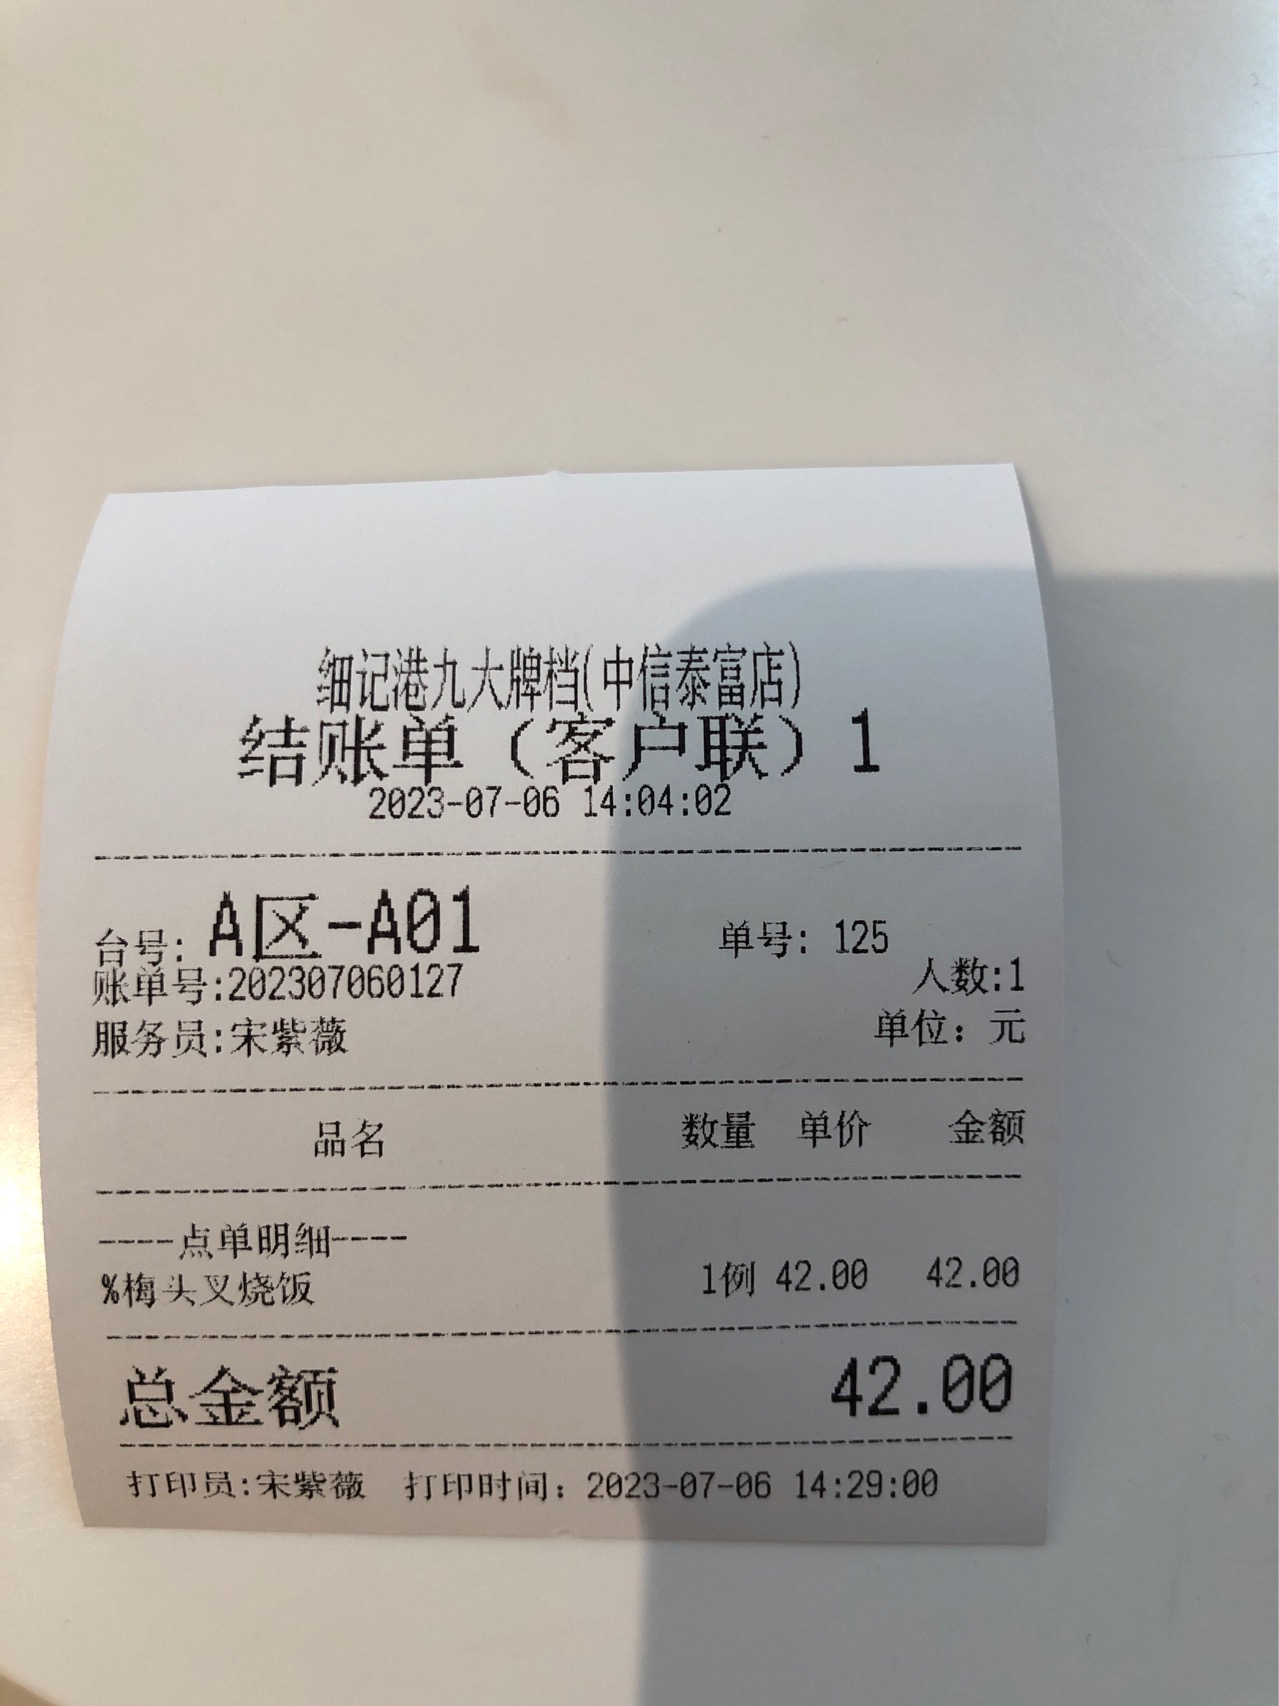 细记港九大牌档(中信泰富店)
结账单（客户联）1
2023-07-06 14:04:02
台号: A区-A01 单号: 125
账单号:202307060127 人数:1
服务员:宋紫薇 单位：元
品名 数量 单价 金额
----点单明细----
%梅头叉烧饭 1例 42.00 42.00
总金额 42.00
打印员:宋紫薇 打印时间：2023-07-06 14:29:00